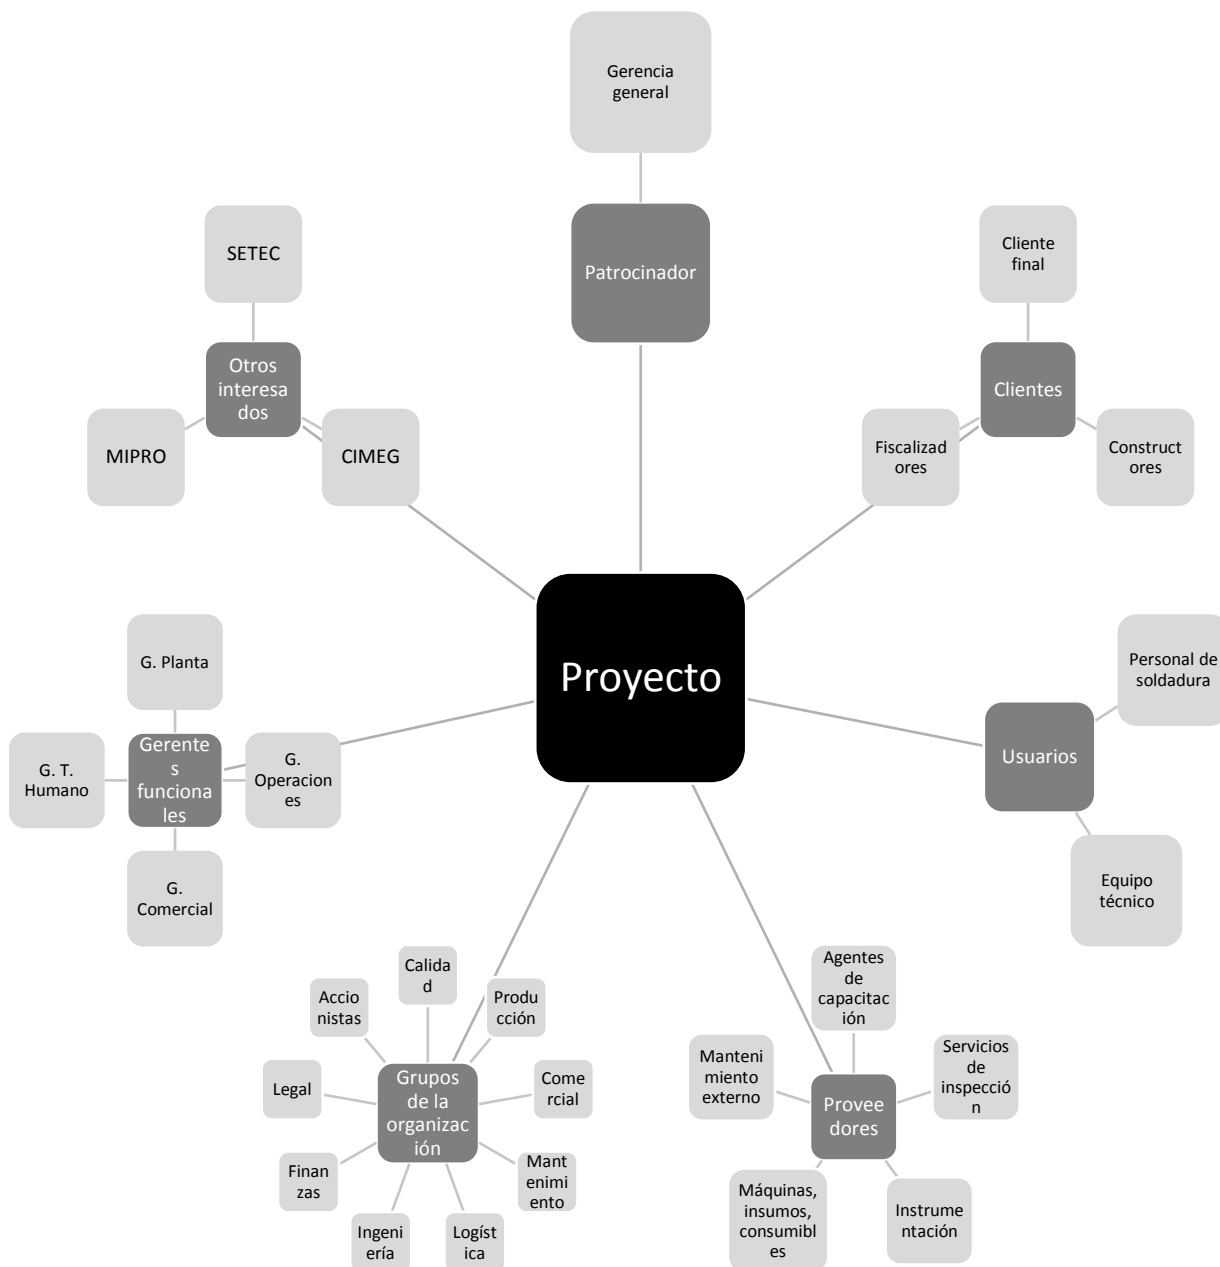 Gerencia
general
Patrocinador
SETEC
Otros
interesa
dos
MIPRO
CIMEG
Cliente
final
Clientes
Fiscalizad
ores
Construct
ores
Proyecto
G. Planta
Gerente
s
funciona
les
G. T.
Humano
G.
Operacion
es
G.
Comercial
Personal de
soldadura
Usuarios
Equipo
técnico
Calida
d
Accio
nistas
Produ
cción
Legal
Grupos
de la
organizac
ión
Come
rcial
Finan
zas
Mant
enimi
ento
Ingeni
ería
Logíst
ica
Agentes
de
capacitac
ión
Manteni
miento
externo
Servicios
de
inspecció
n
Provee
dores
Máquinas,
insumos,
consumibl
es
Instrume
ntación